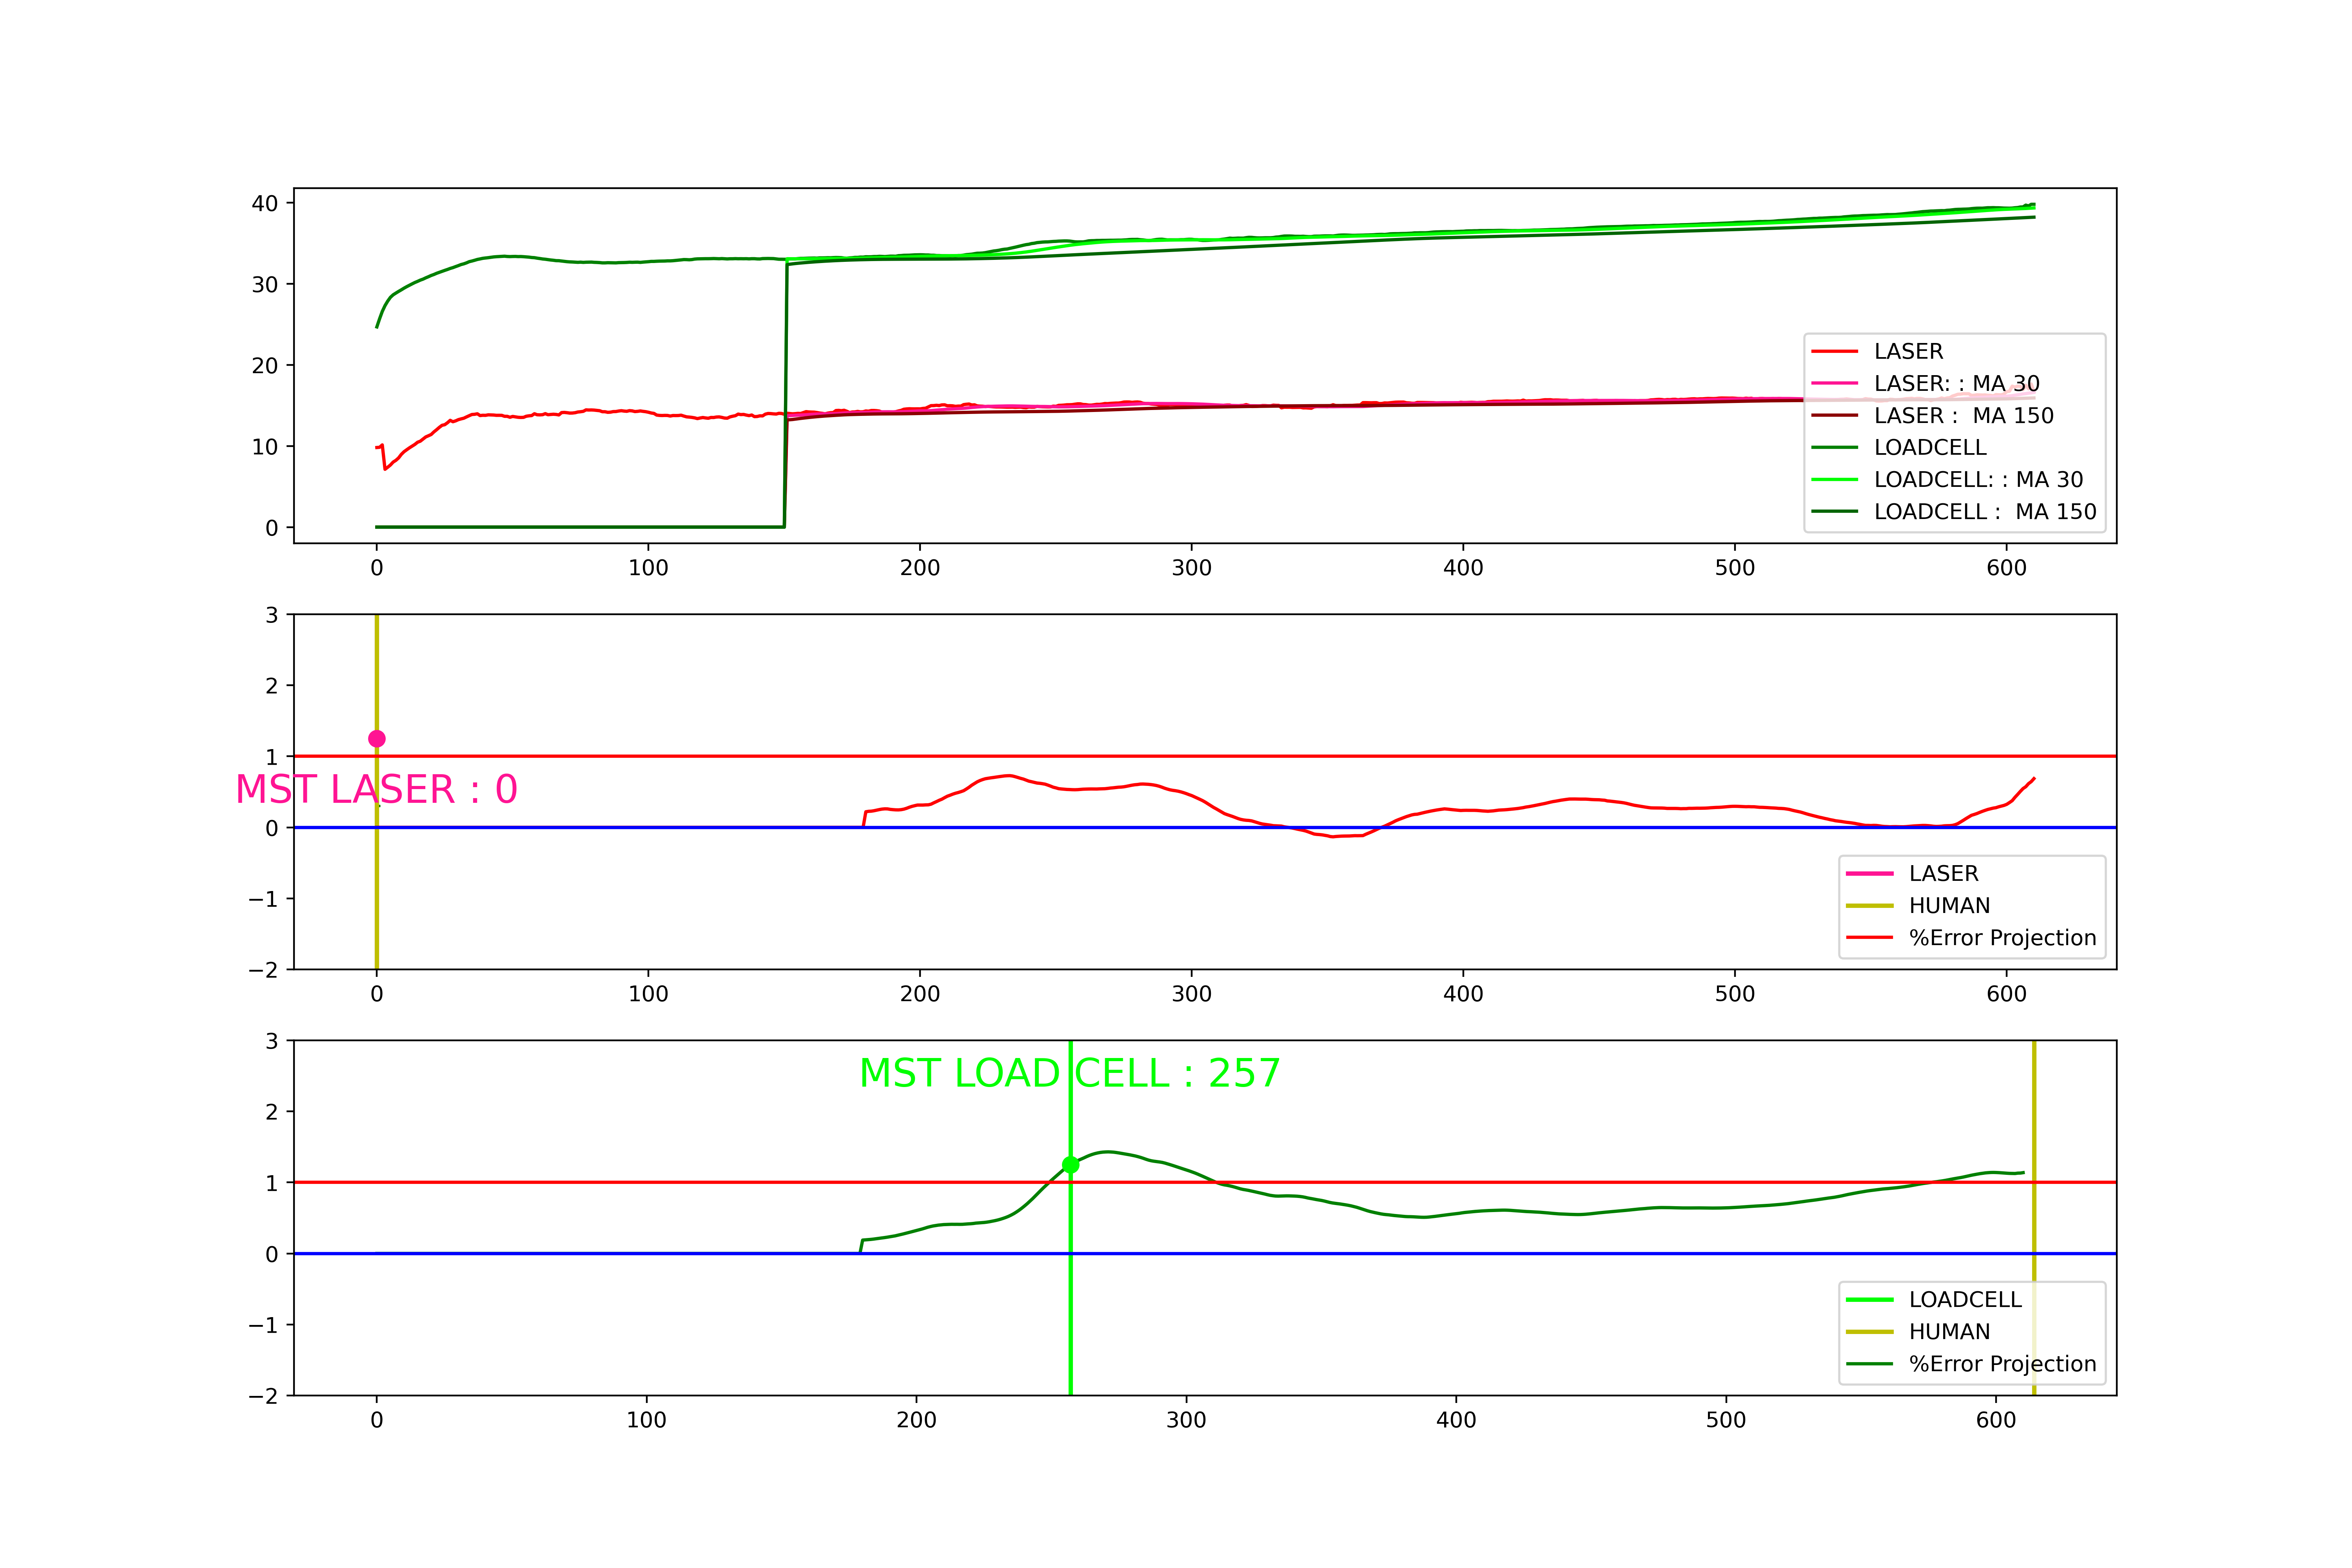 40
30
20
10
0
LASER
LASER: : MA 30
LASER :  MA 150
LOADCELL
LOADCELL: : MA 30
LOADCELL :  MA 150
0 100 200 300 400 500 600
3
2
1
0
−1
−2
MST LASER : 0
LASER
HUMAN
%Error Projection
0 100 200 300 400 500 600
3
2
1
0
−1
−2
MST LOAD CELL : 257
LOADCELL
HUMAN
%Error Projection
0 100 200 300 400 500 600